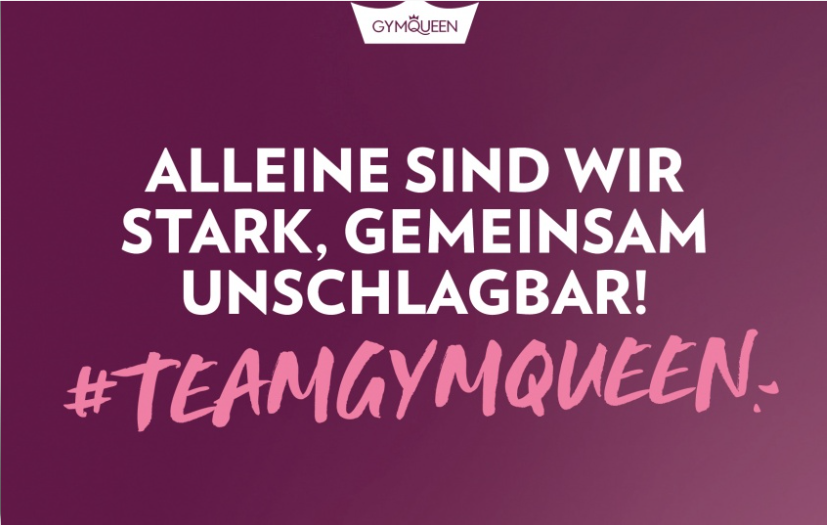 GYMQUEEN
ALLEINE SIND WIR
STARK, GEMEINSAM
UNSCHLAGBAR!
#TEAMGYMQUEEN